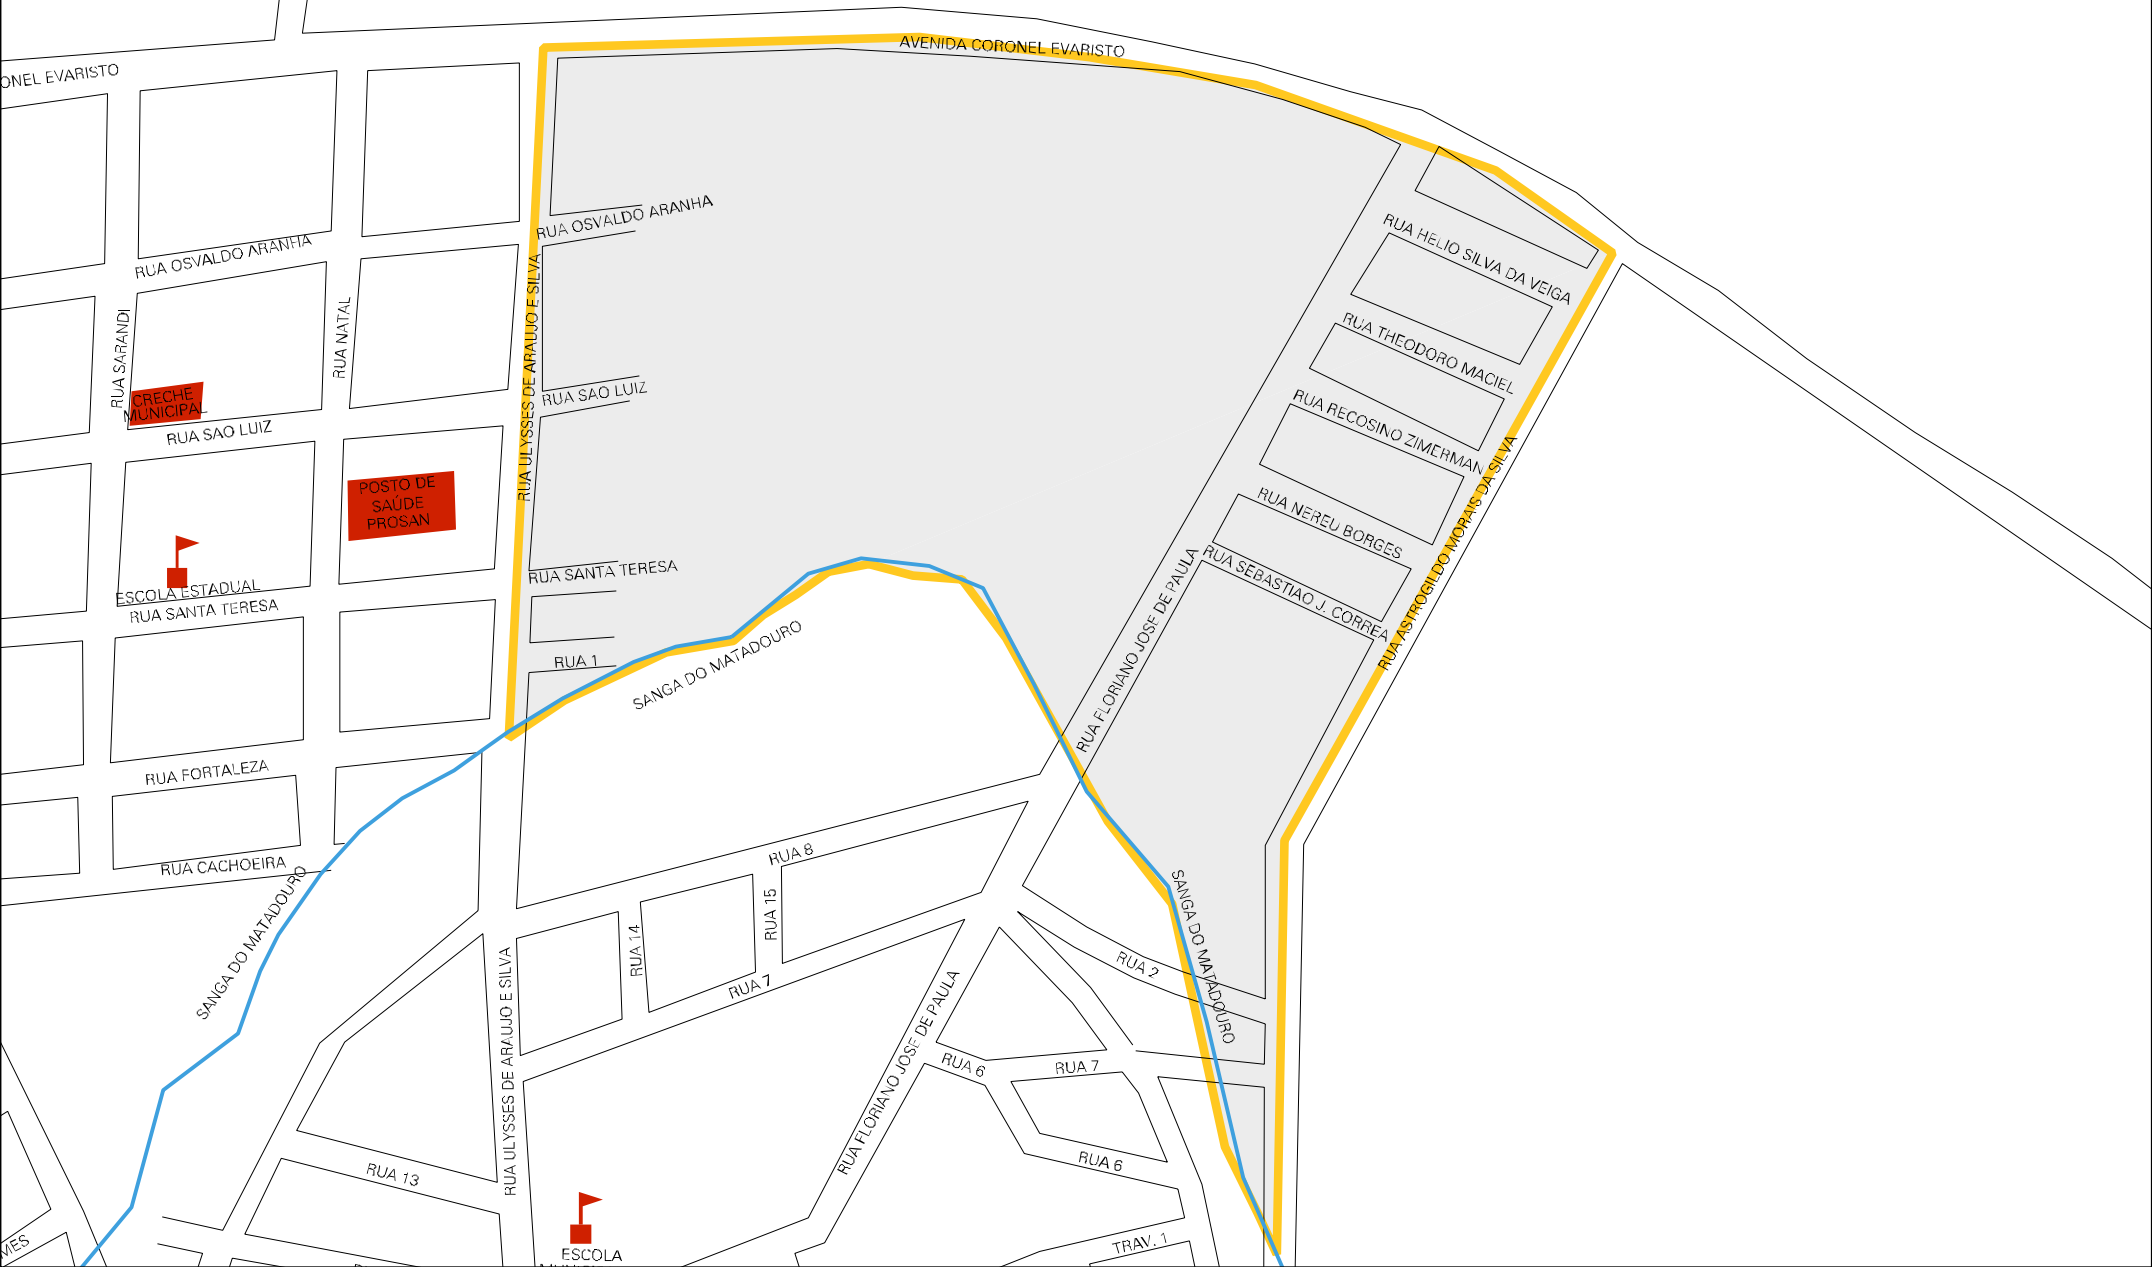 AVENIDA CORONEL EVARISTO
ONEL EVARISTO
RUA OSVALDO ARANHA
RUA OSVALDO ARANHA
RUA HELIO SILVA DA VEIGA
RUA SARANDI
RUA NATAL
RUA ULYSSES DE ARAUJO E SILVA
RUA THEODORO MACIEL
CRECHE
MUNICIPAL
RUA SAO LUIZ
RUA SAO LUIZ
RUA RECOSINO ZIMERMAN
POSTO DE
SAÚDE
PROSAN
RUA NEREU BORGES
RUA ASTROGILDO MORAIS DA SILVA
RUA SEBASTIAO J. CORREA
RUA FLORIANO JOSE DE PAULA
ESCOLA ESTADUAL
RUA SANTA TERESA
RUA SANTA TERESA
RUA 1
SANGA DO MATADOURO
RUA FORTALEZA
RUA CACHOEIRA
SANGA DO MATADOURO
RUA 8
RUA 15
RUA 14
RUA 7
SANGA DO MATADOURO
RUA 2
RUA ULYSSES DE ARAUJO E SILVA
RUA FLORIANO JOSE DE PAULA
RUA 6
RUA 7
RUA 6
RUA 13
TRAV. 1
MES
ESCOLA